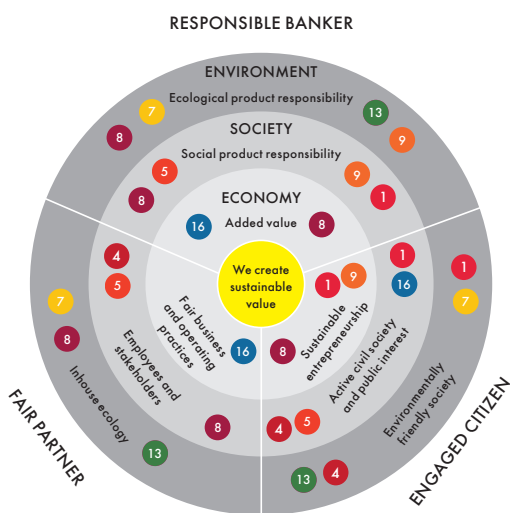 RESPONSIBLE BANKER
ENVIRONMENT
Ecological product responsibility
7
8
13
9
SOCIETY
Social product responsibility
5
8
9
1
ECONOMY
Added value
16
8
We create
sustainable
value
4
5
7
8
Fair business
and operating
practices
16
Employees and
stakeholders
8
Inhouse ecology
13
FAIR PARTNER
1
9
Sustainable
entrepreneurship
8
1
16
Active civil society
and public interest
4
5
1
7
Environmentally
friendly society
13
4
ENGAGED CITIZEN